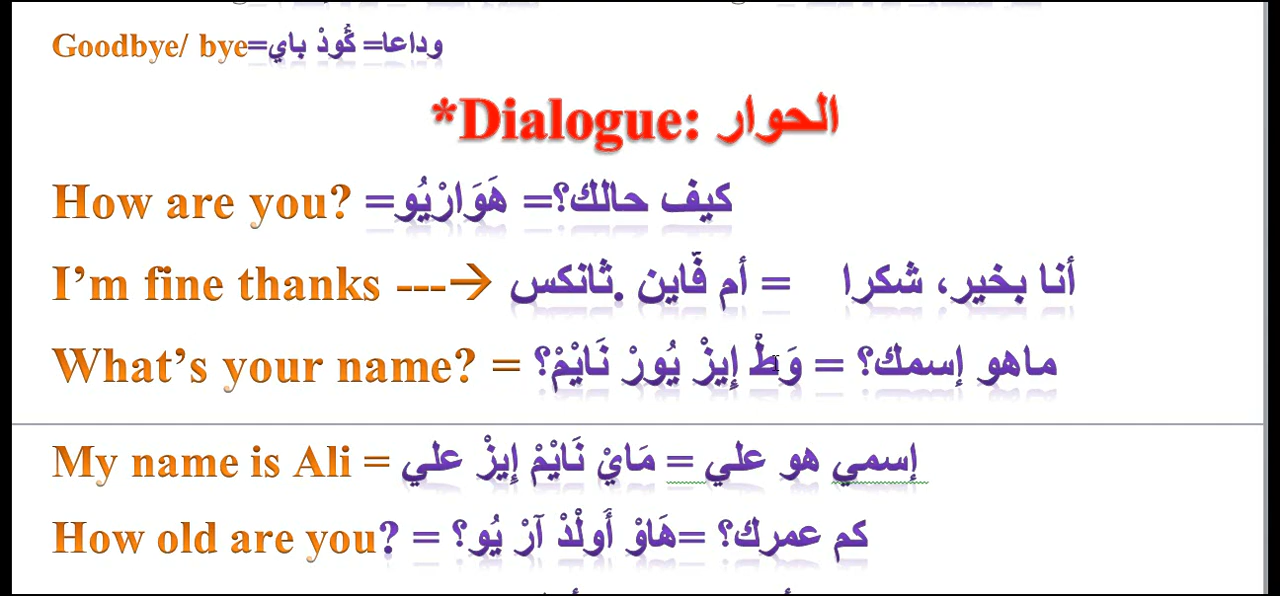 Goodbye/ bye=وداعا= گُودْ باي
*Dialogue: الحوار
How are you? =كيف حالك؟= هَوَارْيُو
I'm fine thanks ---→ أنا بخير، شكرا = أم فّاين .ثانكس
What's your name? = ماهو إسمك؟ = وَطْ إِيزْ يُورْ نَايْمْ؟
My name is Ali = إسمي هو علي = مَايْ نَايْمْ إِيزْ علي
How old are you? = كم عمرك؟ =هَاوْ أُولْدْ آرْ يُو؟